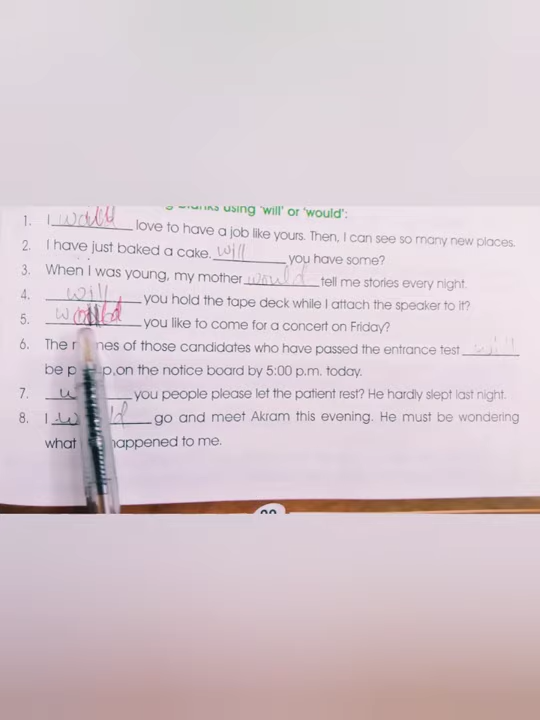 Blanks using 'will' or 'would':
1. I would love to have a job like yours. Then, I can see so many new places.
2. I have just baked a cake. will you have some?
3. When I was young, my mother would tell me stories every night.
4. will you hold the tape deck while I attach the speaker to it?
5. would you like to come for a concert on Friday?
6. The n mes of those candidates who have passed the entrance test will
be p p, on the notice board by 5:00 p.m. today.
7. you people please let the patient rest? He hardly slept last night.
8. I go and meet Akram this evening. He must be wondering
what happened to me.